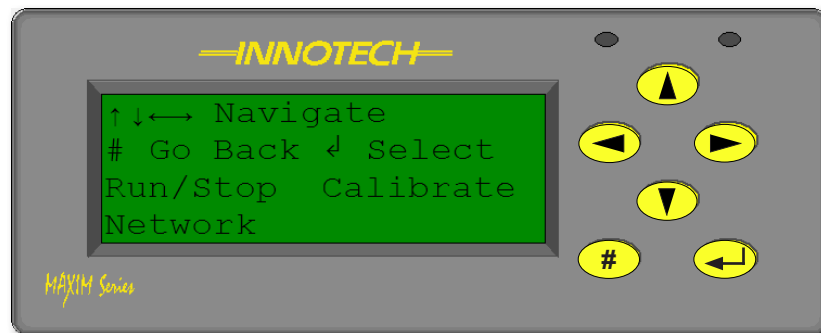 INNOTECH
↑↓←→ Navigate
# Go Back ↲ Select
Run/Stop Calibrate
Network
#
MAXIM Series